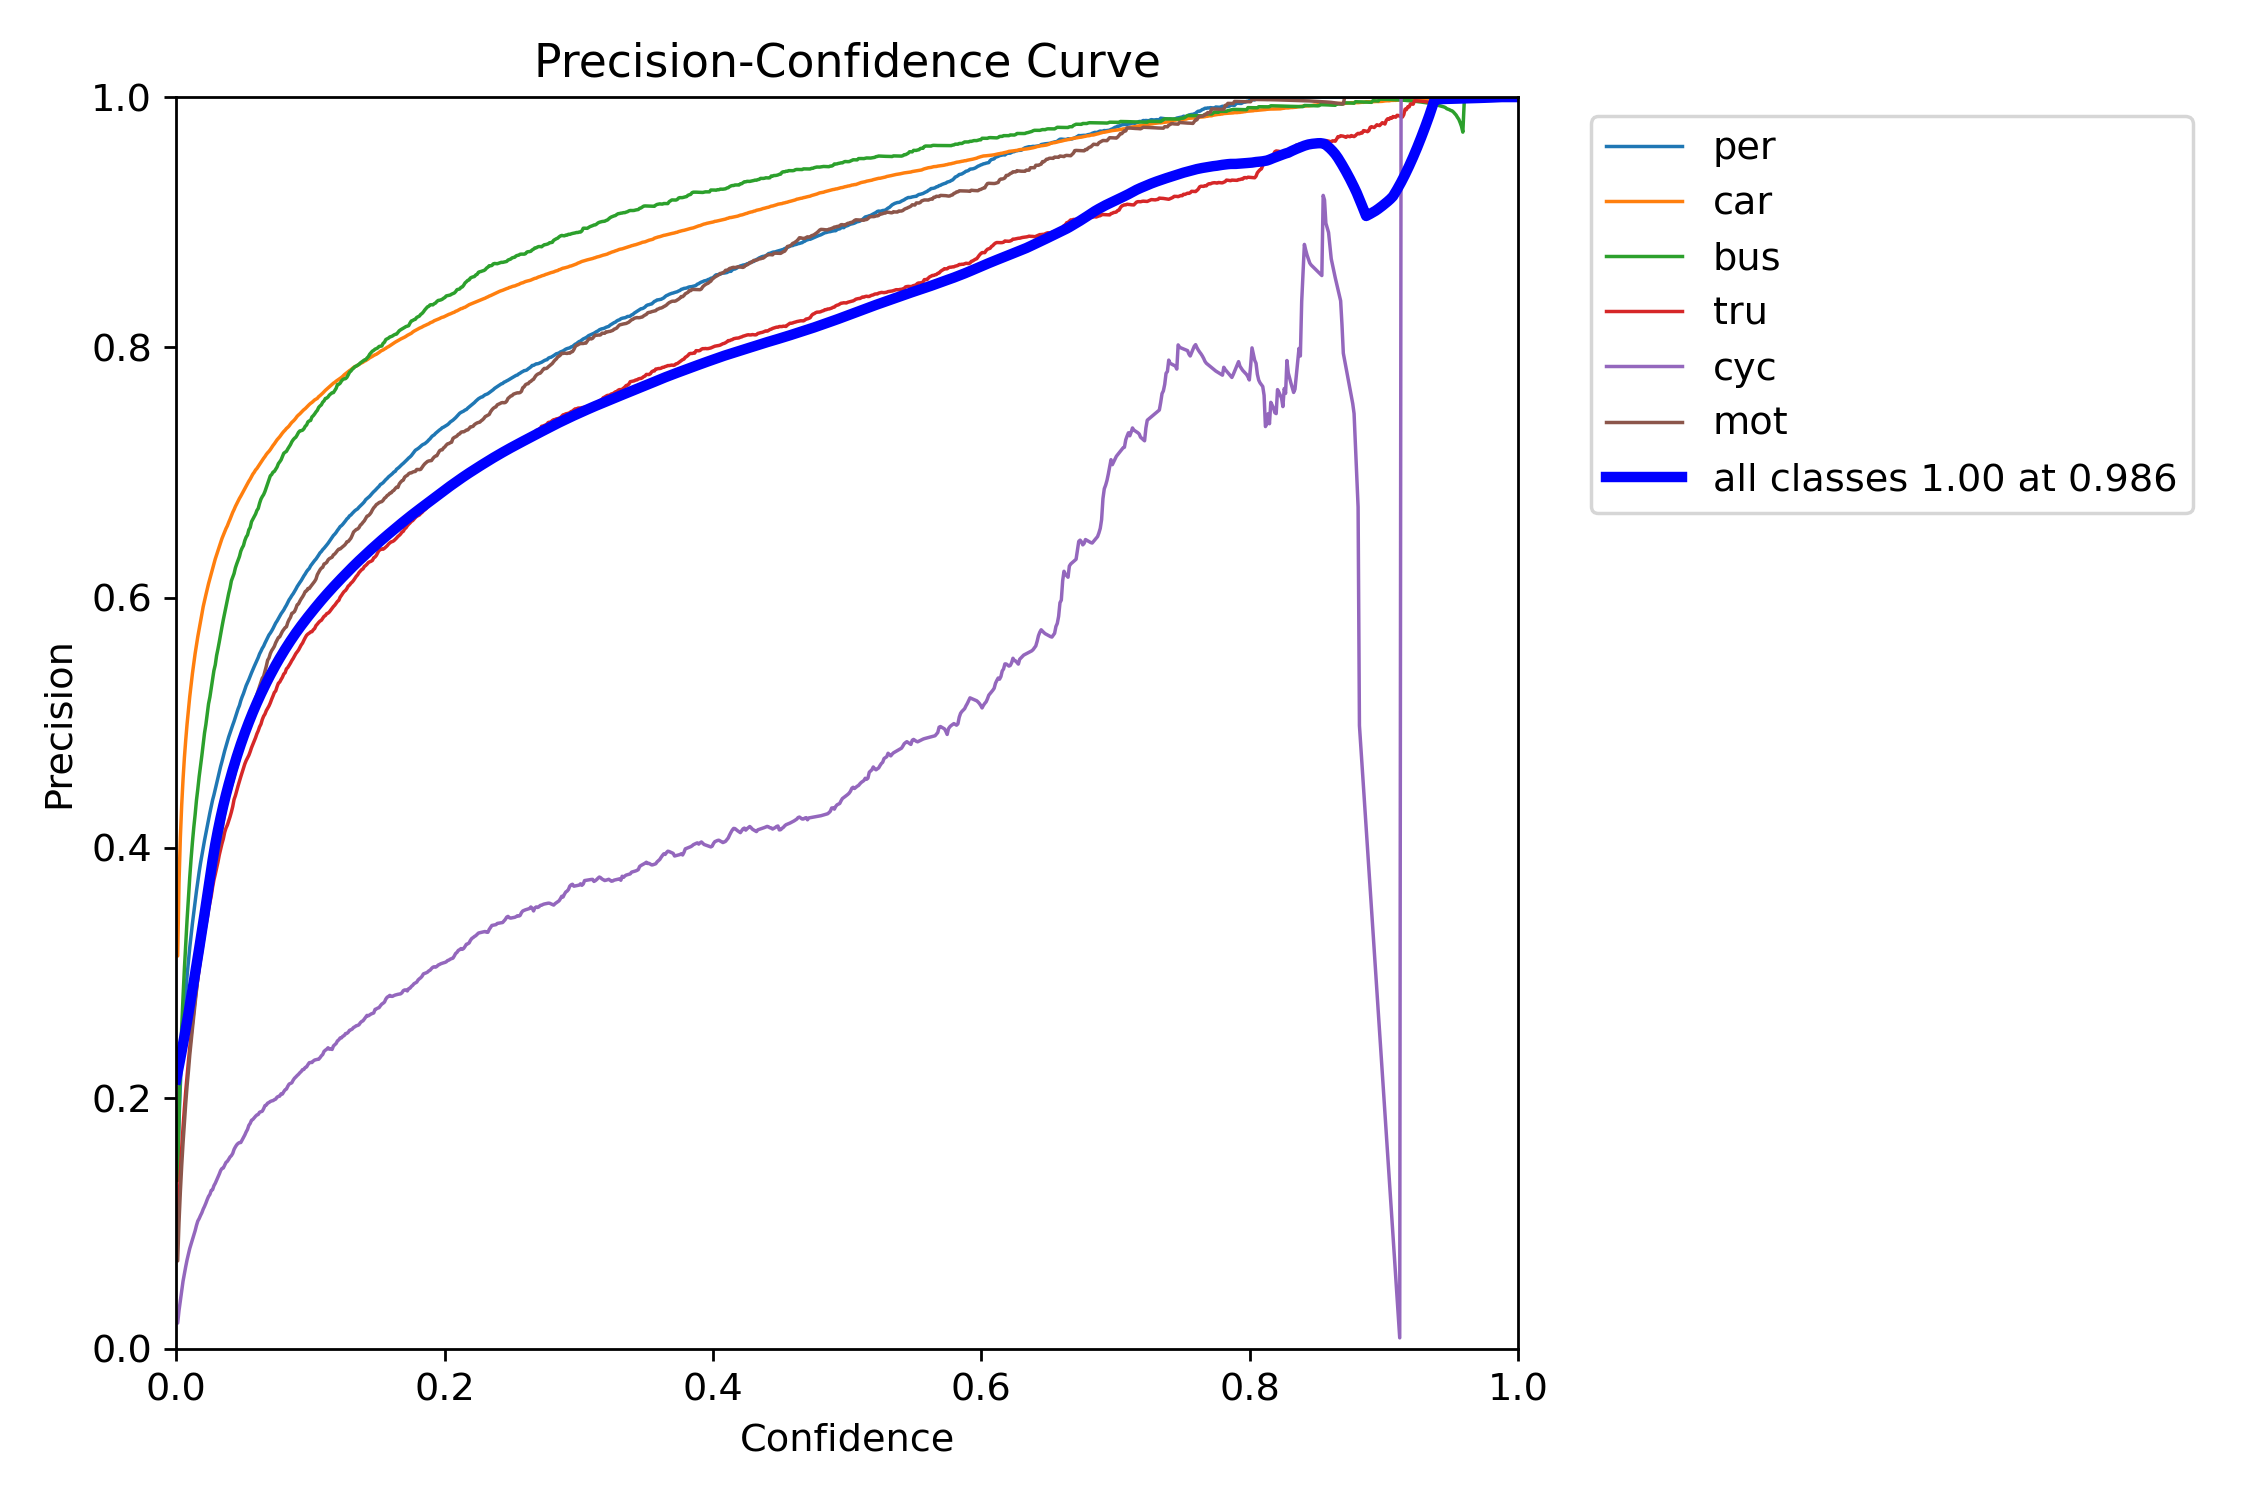 Precision-Confidence Curve
1.0
0.8
0.6
0.4
0.2
0.0
Precision
0.0 0.2 0.4 0.6 0.8 1.0
Confidence
per
car
bus
tru
cyc
mot
all classes 1.00 at 0.986